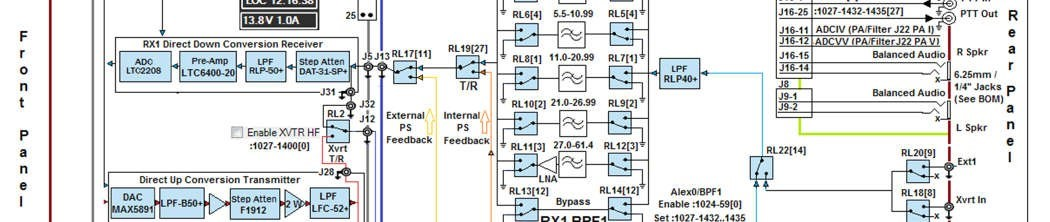 LOC 12.16.38
13.8V 1.0A
25
RL6[4]
5.5-10.99
RL5[4]
J16-25
:1027-1432-1435[27]
PTT Out
J16-11
ADCIV (PA/Filter J22 PA I)
J16-12
ADCVV (PA/Filter J22 PA V)
J16-15
J16-14
Balanced Audio
R Spkr
6.25mm /
1/4" Jacks
(See BOM)
J8
J9-1
J9-2
Balanced Audio
L Spkr
Rear Panel
Front Panel
RX1 Direct Down Conversion Receiver
ADC
LTC2208
Pre-Amp
LTC6400-20
LPF
RLP-50+
Step Atten
DAT-31-SP+
J5
J13
RL17[11]
RL19[27]
T/R
RL8[1]
11.0-20.99
RL7[1]
LPF
RLP40+
J31
J32
RL2
J12
Enable XVTR HF
:1027-1400[0]
Xvrt
T/R
External
PS
Feedback
Internal
PS
Feedback
RL10[2]
21.0-26.99
RL9[2]
RL11[3]
27.0-61.4
RL12[3]
LNA
RL22[14]
RL20[9]
X
Ext1
J28
Direct Up Conversion Transmitter
DAC
MAX5891
LPF-B50+
Step Atten
F1912
2 W
LPF
LFC-52+
RL13[12]
Bypass
RL14[12]
RX1 BPF1
Alex0/BPF1
Enable :1024-59[0]
Set :1027-1432..1435
RL18[8]
X
Xvrt In